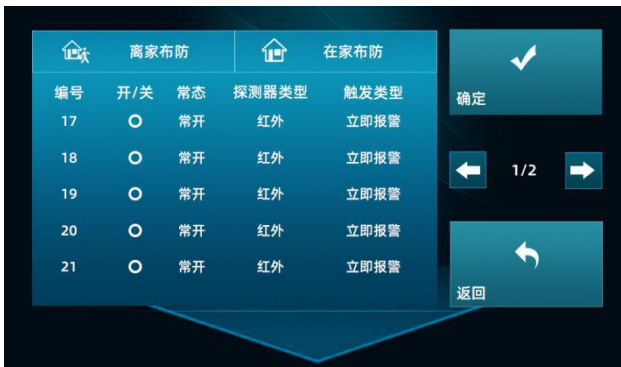 离家布防 在家布防
编号 开/关 常态 探测器类型 触发类型
17 常开 红外 立即报警
18 常开 红外 立即报警
19 常开 红外 立即报警
20 常开 红外 立即报警
21 常开 红外 立即报警
确定
1/2
返回